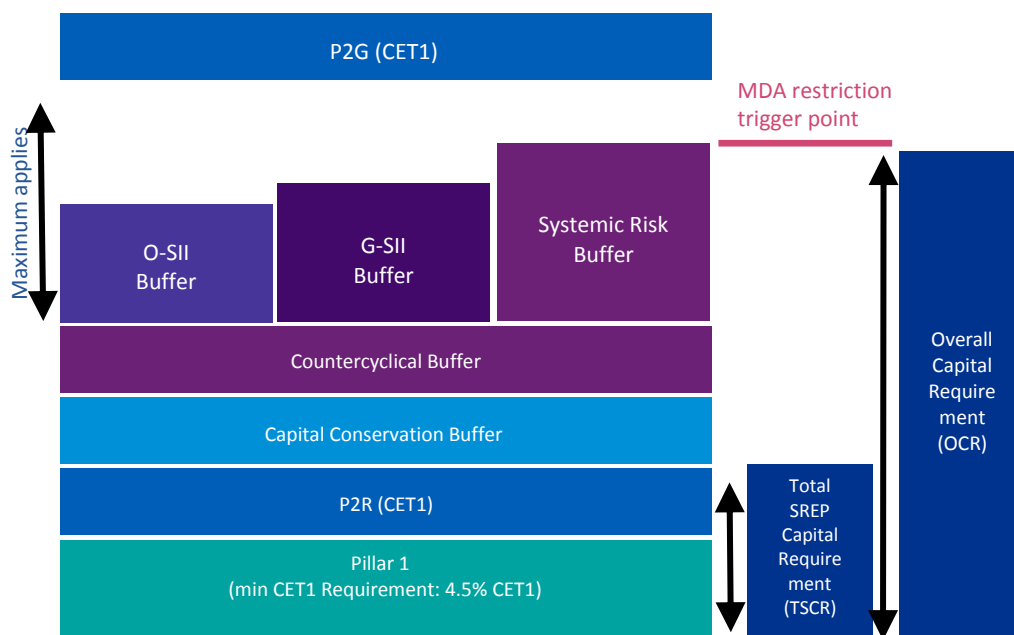 P2G (CET1)
MDA restriction
trigger point
Maximum applies
O-SII
Buffer
G-SII
Buffer
Systemic Risk
Buffer
Countercyclical Buffer
Capital Conservation Buffer
P2R (CET1)
Pillar 1
(min CET1 Requirement: 4.5% CET1)
Total
SREP
Capital
Require
ment
(TSCR)
Overall
Capital
Require
ment
(OCR)